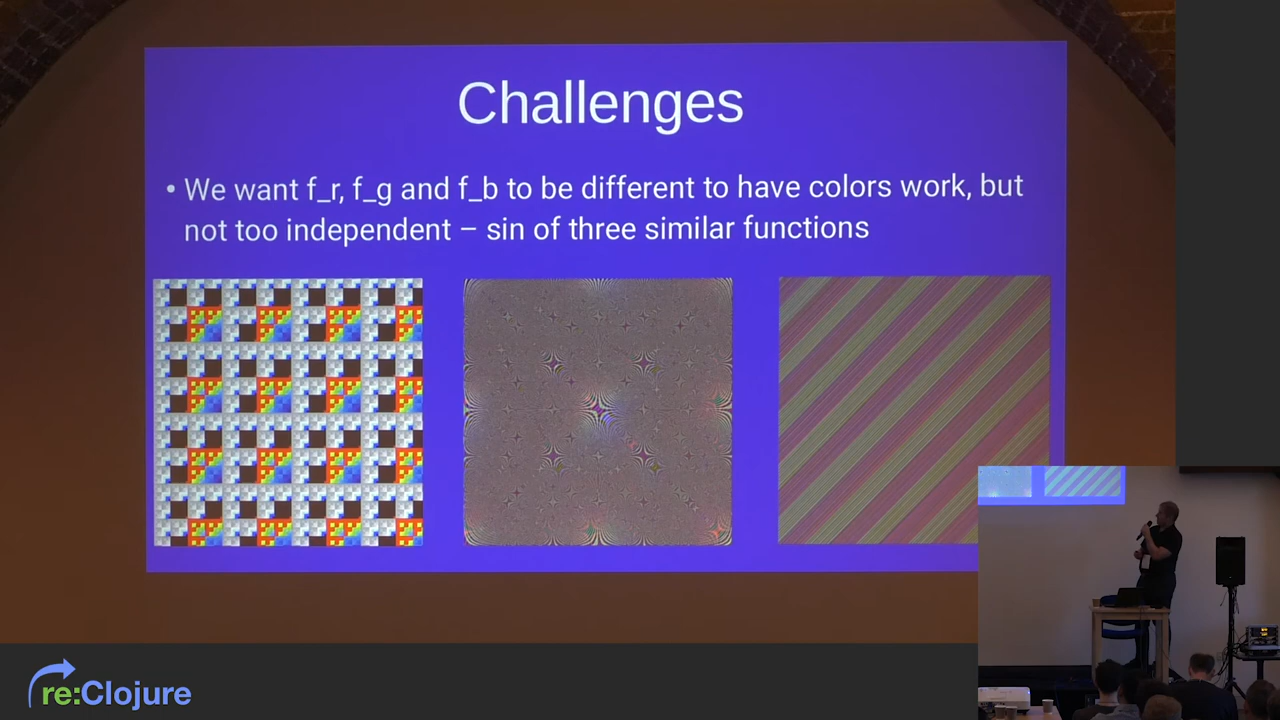 Challenges
• We want f_r, f_g and f_b to be different to have colors work, but
not too independent – sin of three similar functions
re:Clojure